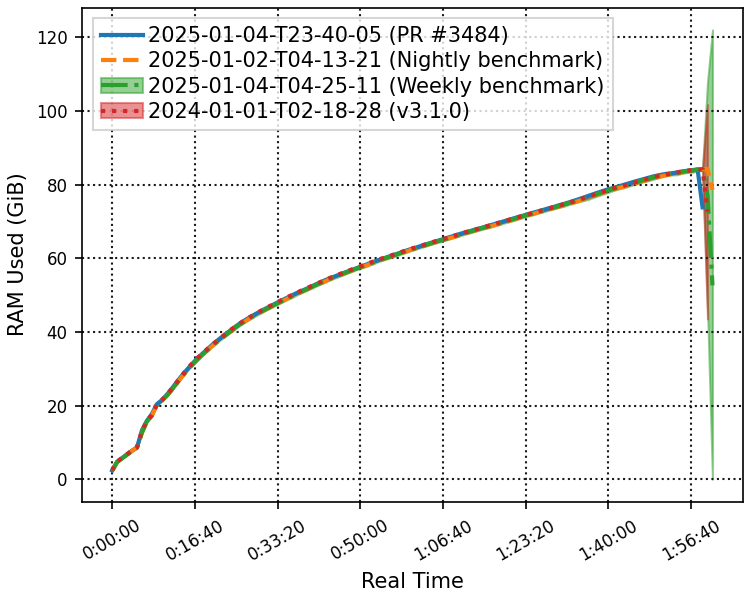 2025-01-04-T23-40-05 (PR #3484)
2025-01-02-T04-13-21 (Nightly benchmark)
2025-01-04-T04-25-11 (Weekly benchmark)
2024-01-01-T02-18-28 (v3.1.0)
RAM Used (GiB)
120
100
80
60
40
20
0
0:00:00
0:16:40
0:33:20
0:50:00
1:06:40
1:23:20
1:40:00
1:56:40
Real Time